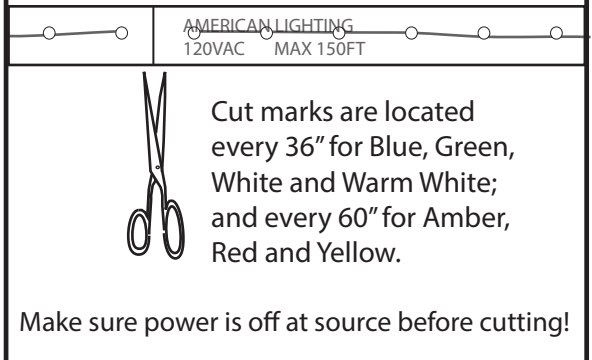 AMERICAN LIGHTING
120VAC MAX 150FT
Cut marks are located
every 36” for Blue, Green,
White and Warm White;
and every 60” for Amber,
Red and Yellow.
Make sure power is off at source before cutting!